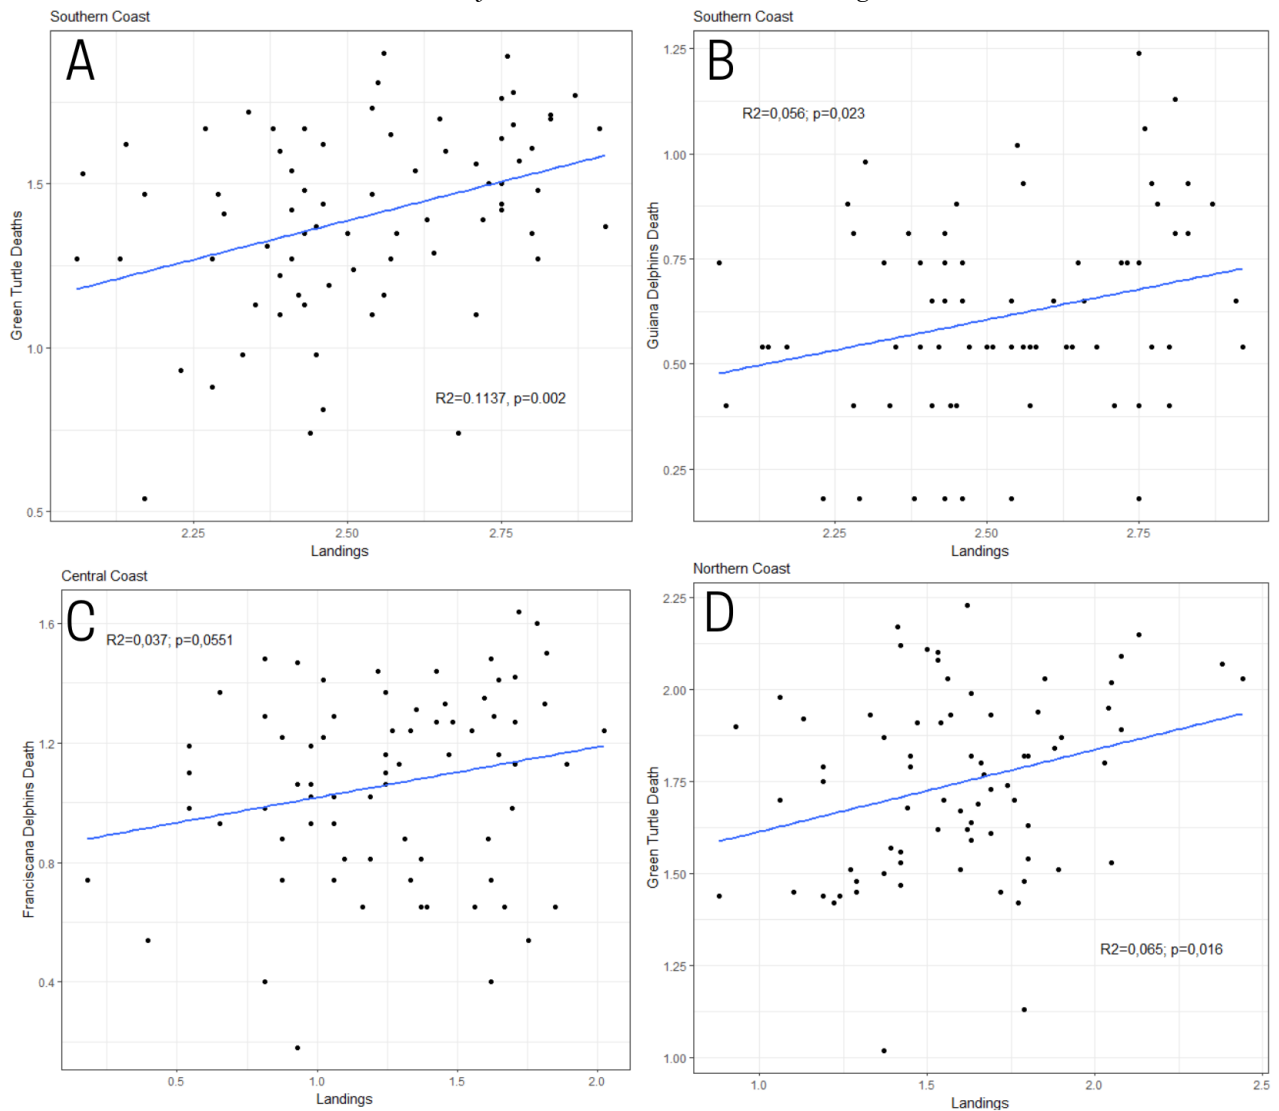 Southern Coast
A
Green Turtle Deaths
1.5
1.0
0.5
R2=0.1137, p=0.002
2.25 2.50 2.75
Landings
Southern Coast
B
Guiana Delphins Death
1.25
1.00
0.75
0.50
0.25
R2=0,056; p=0,023
2.25 2.50 2.75
Landings
Central Coast
C
Franciscana Delphins Death
1.6
1.2
0.8
0.4
R2=0,037; p=0,0551
0.5 1.0 1.5 2.0
Landings
Northern Coast
D
Green Turtle Death
2.25
2.00
1.75
1.50
1.25
1.00
R2=0,065; p=0,016
1.0 1.5 2.0 2.5
Landings